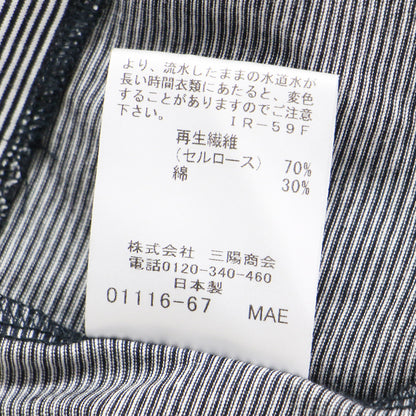 より、流水したままの水道水が
長い時間衣類にあたると、変色
することがありますのでご注意
下さい。 IR-59F
再生繊維
(セルロース) 70%
綿 30%
株式会社 三陽商会
電話0120-340-460
日本製
01116-67 MAE